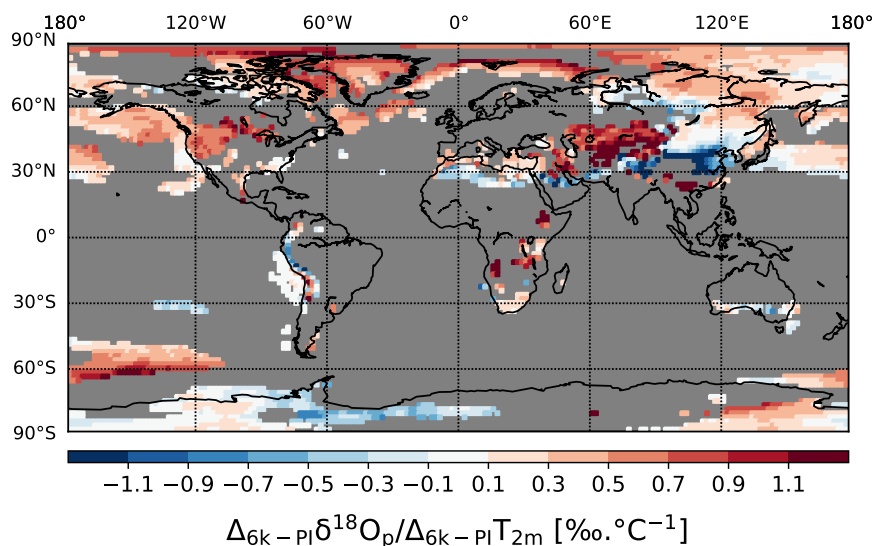 180° 120°W 60°W 0° 60°E 120°E 180°
90°N
60°N
30°N
0°
30°S
60°S
90°S
−1.1 −0.9 −0.7 −0.5 −0.3 −0.1 0.1 0.3 0.5 0.7 0.9 1.1
Δ₆ₖ₋PIδ¹⁸Oₚ/Δ₆ₖ₋PIT₂ₘ [‰.°C⁻¹]